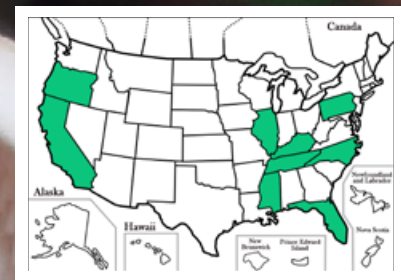 Canada
Alaska
Hawaii
New
Brunswick
Prince Edward
Island
Newfoundland
and Labrador
Nova Scotia